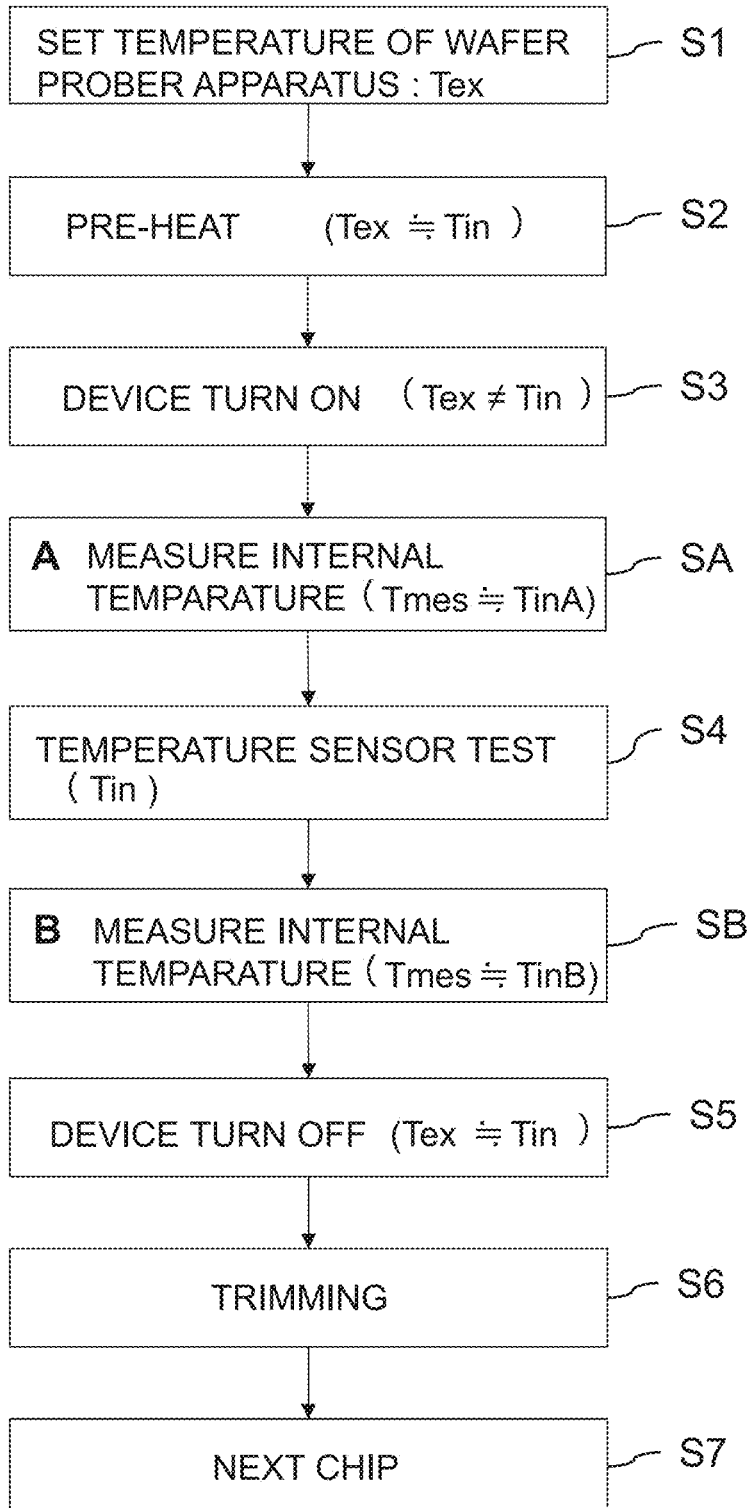 SET TEMPERATURE OF WAFER
PROBER APPARATUS : Tex
S1
PRE-HEAT (Tex ≒ Tin )
S2
DEVICE TURN ON ( Tex ≠ Tin )
S3
A MEASURE INTERNAL
TEMPARATURE ( Tmes ≒ TinA)
SA
TEMPERATURE SENSOR TEST
( Tin )
S4
B MEASURE INTERNAL
TEMPARATURE ( Tmes ≒ TinB)
SB
DEVICE TURN OFF (Tex ≒ Tin )
S5
TRIMMING
S6
NEXT CHIP
S7